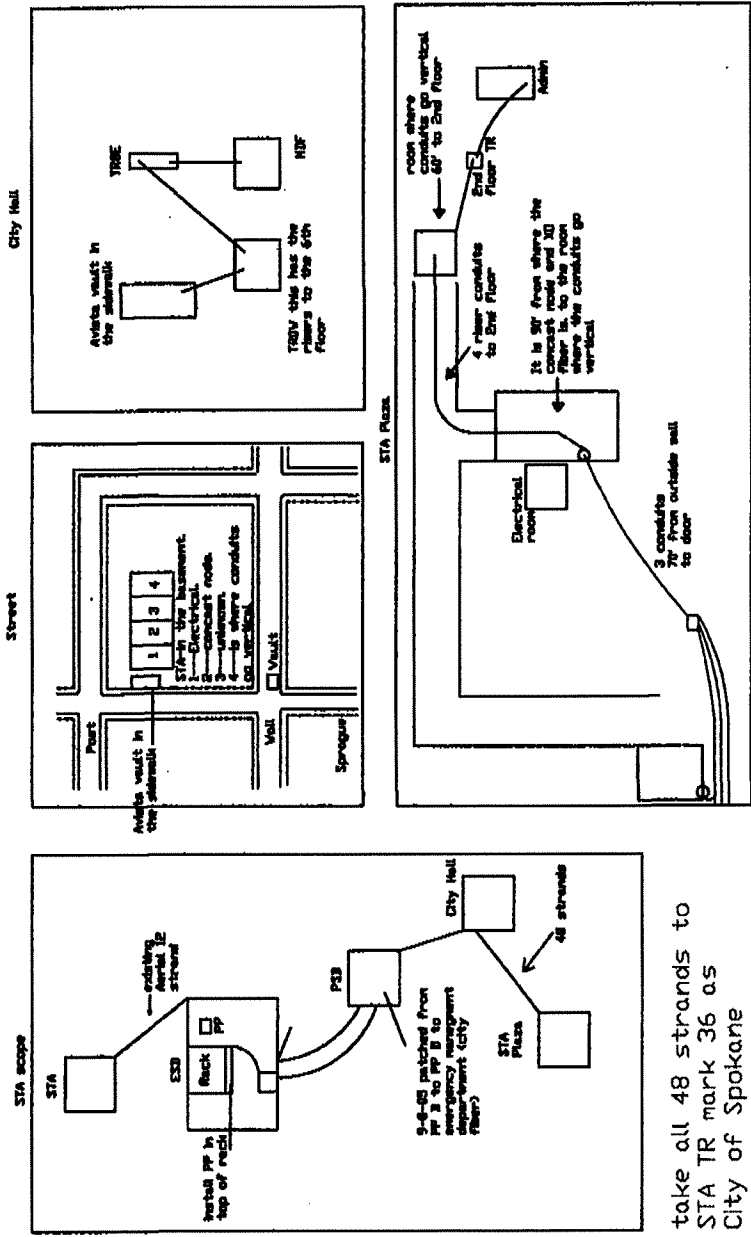 STA scope
STA
existing
Aerial 12
strand
ESB
Rack
PP
install PP in
top of rack
PSB
9-6-05 patched from
PP B to PP B to
emergency management
department (city
fiber)
City Hall
48 strands
STA
Plaza
take all 48 strands to
STA TR mark 36 as
City of Spokane
Street
Post
Avista vault in
the sidewalk
1
2
3
4
STA-in the basement.
1---Electrical.
2---comcast node.
3---unknown.
4---is where conduits
go vertical.
Wall
Vault
Sprague
City Hall
Avista vault in
the sidewalk
TR0E
MDF
TR0W this has the
risers to the 6th
floor
STA Plaza
room where
conduits go vertical
60' to 2nd floor
2nd
floor TR
Admin
4 riser conduits
to 2nd floor
It is 90' from where the
comcast node and XO
fiber is, to the room
where the conduits go
vertical
Electrical
room
3 conduits
70' from outside wall
to door